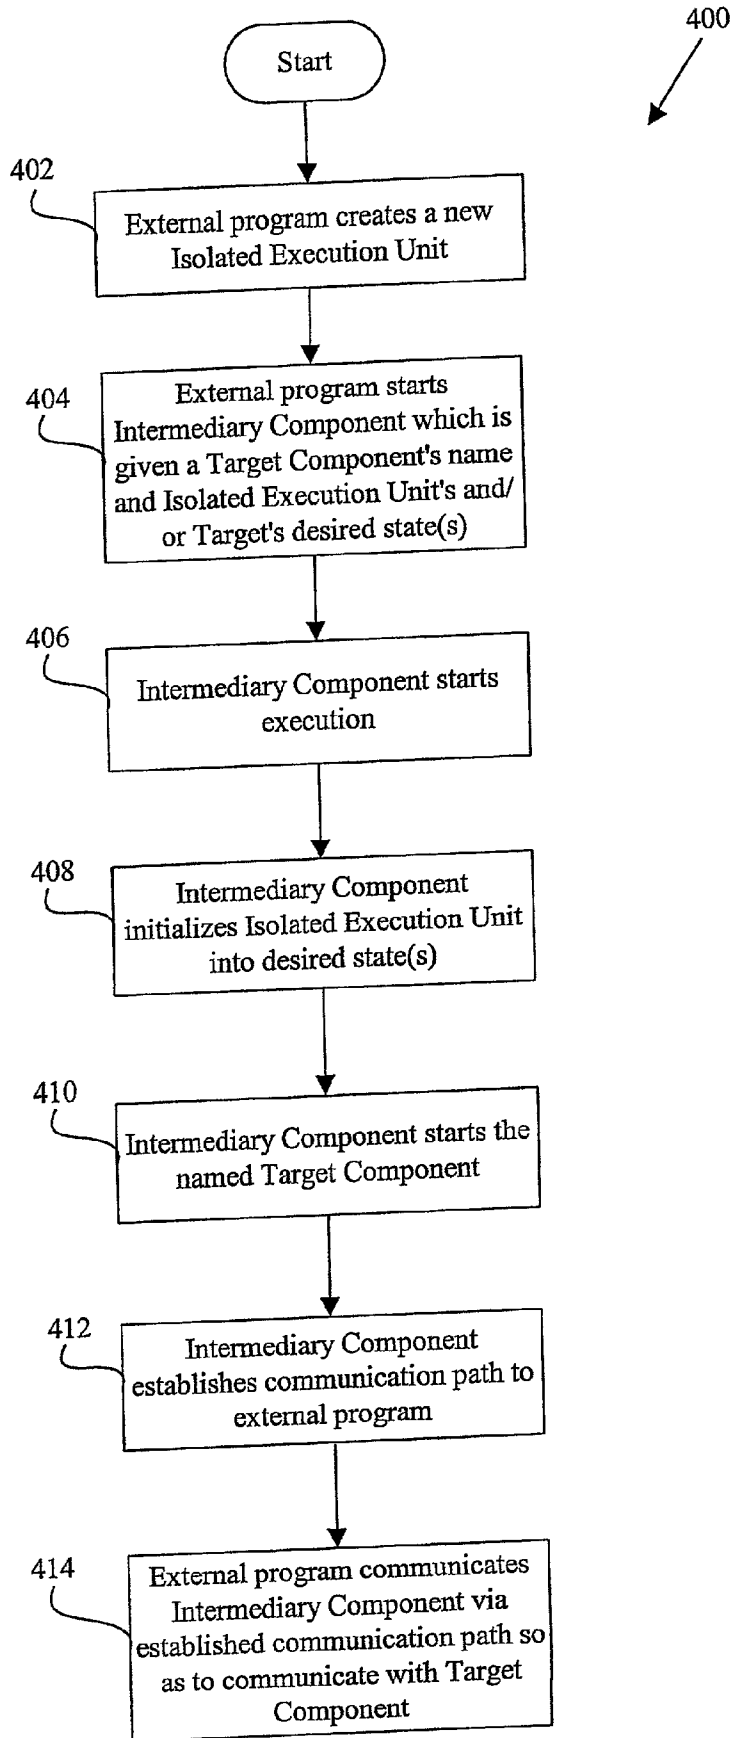 400
Start
402
External program creates a new
Isolated Execution Unit
404
External program starts
Intermediary Component which is
given a Target Component's name
and Isolated Execution Unit's and/
or Target's desired state(s)
406
Intermediary Component starts
execution
408
Intermediary Component
initializes Isolated Execution Unit
into desired state(s)
410
Intermediary Component starts the
named Target Component
412
Intermediary Component
establishes communication path to
external program
414
External program communicates
Intermediary Component via
established communication path so
as to communicate with Target
Component